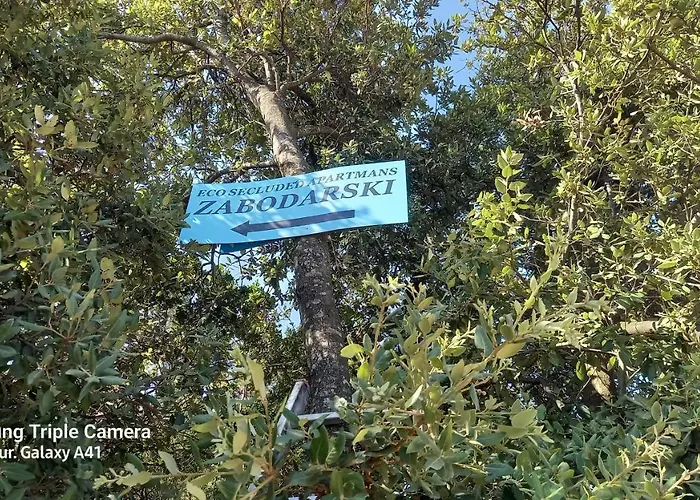 ECO SECLUDED APARTMANS
ZABODARSKI
ng Triple Camera
ur. Galaxy A41